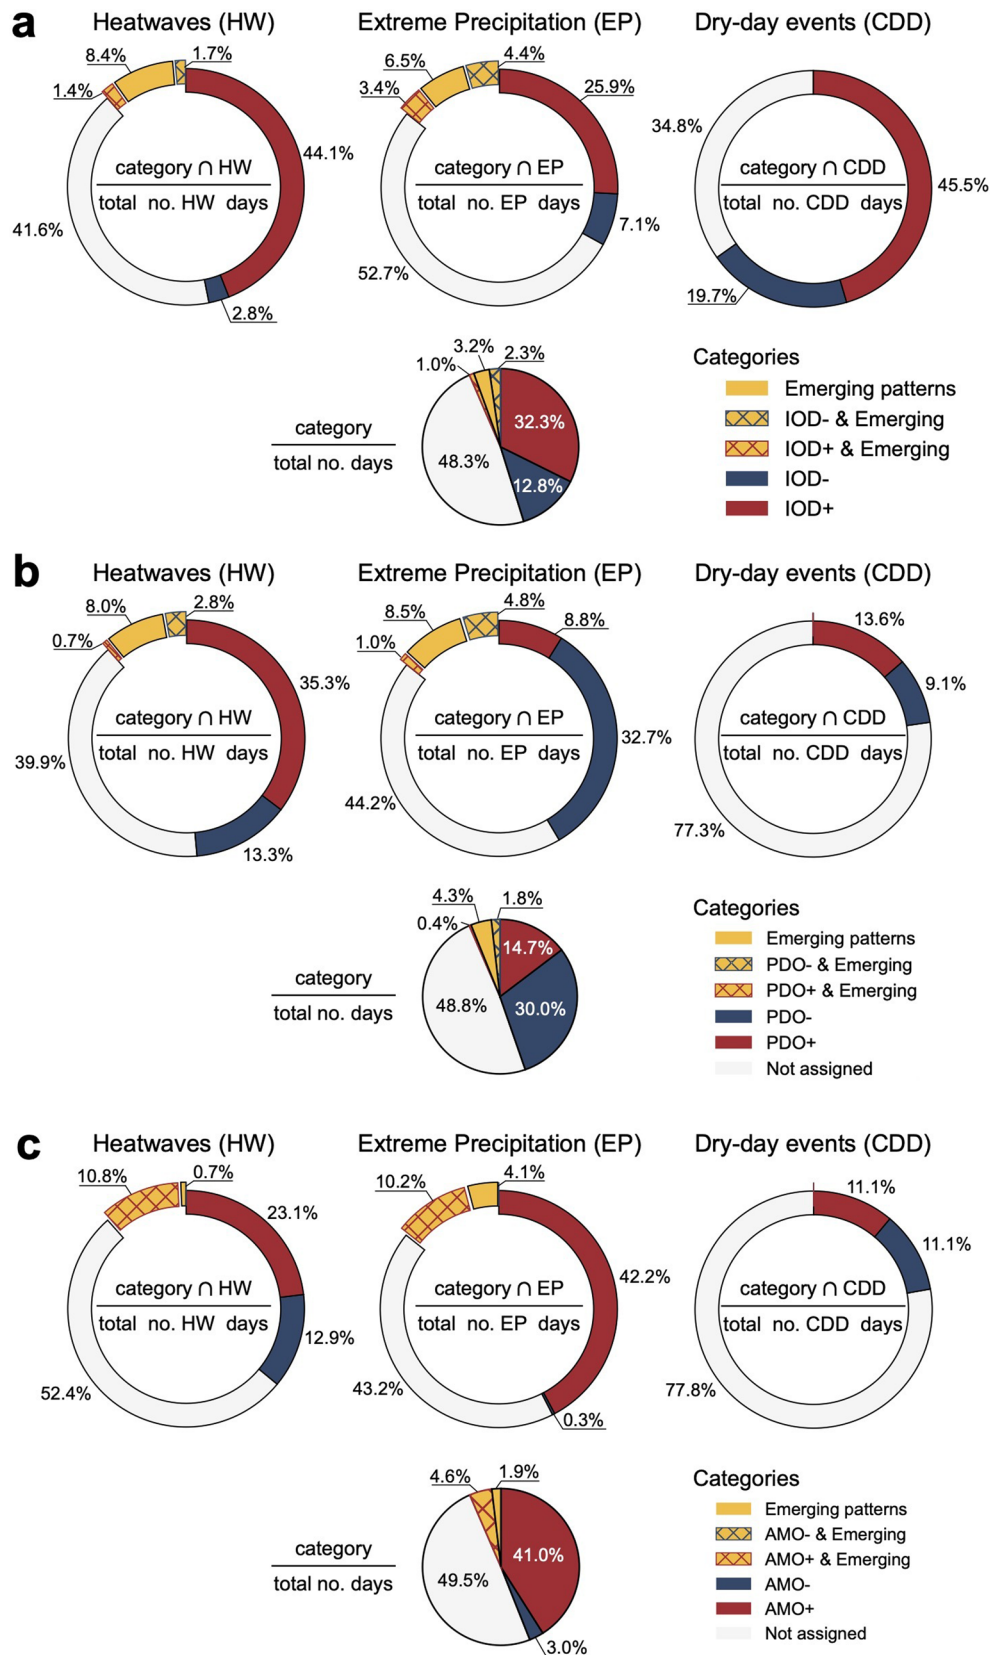 a
Heatwaves (HW)
Extreme Precipitation (EP)
Dry-day events (CDD)
8.4%
1.7%
1.4%
44.1%
41.6%
2.8%
category ∩ HW
total no. HW days
6.5%
4.4%
3.4%
25.9%
7.1%
52.7%
category ∩ EP
total no. EP days
34.8%
45.5%
19.7%
category ∩ CDD
total no. CDD days
category
total no. days
3.2%
2.3%
1.0%
32.3%
48.3%
12.8%
Categories
Emerging patterns
IOD- & Emerging
IOD+ & Emerging
IOD-
IOD+
b
Heatwaves (HW)
Extreme Precipitation (EP)
Dry-day events (CDD)
8.0%
2.8%
0.7%
35.3%
39.9%
13.3%
category ∩ HW
total no. HW days
8.5%
4.8%
1.0%
8.8%
32.7%
44.2%
category ∩ EP
total no. EP days
13.6%
9.1%
77.3%
category ∩ CDD
total no. CDD days
category
total no. days
4.3%
1.8%
0.4%
14.7%
48.8%
30.0%
Categories
Emerging patterns
PDO- & Emerging
PDO+ & Emerging
PDO-
PDO+
Not assigned
c
Heatwaves (HW)
Extreme Precipitation (EP)
Dry-day events (CDD)
10.8%
0.7%
23.1%
12.9%
52.4%
category ∩ HW
total no. HW days
10.2%
4.1%
42.2%
43.2%
0.3%
category ∩ EP
total no. EP days
11.1%
11.1%
77.8%
category ∩ CDD
total no. CDD days
category
total no. days
4.6%
1.9%
41.0%
49.5%
3.0%
Categories
Emerging patterns
AMO- & Emerging
AMO+ & Emerging
AMO-
AMO+
Not assigned